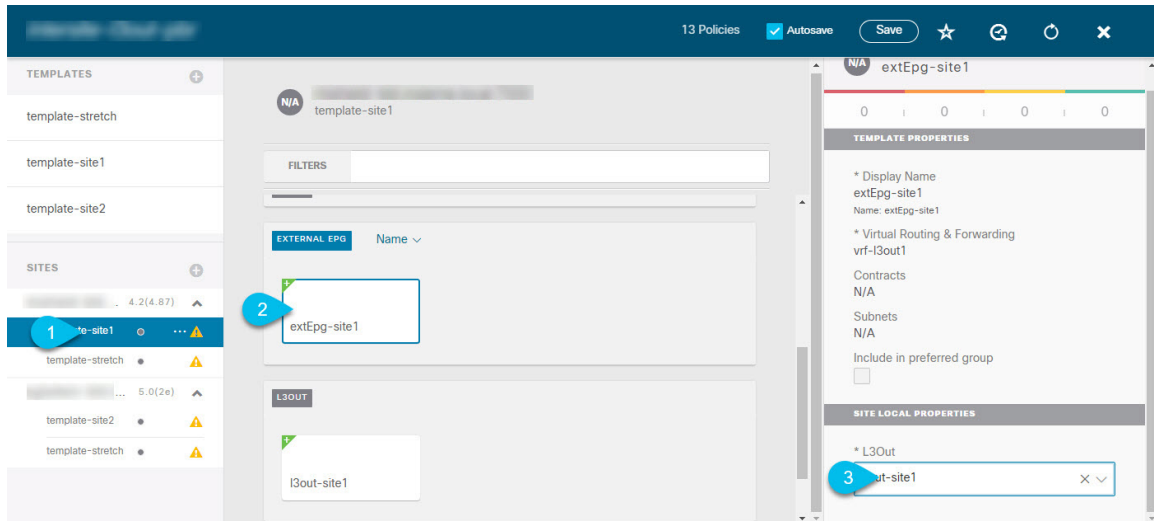 13 Policies
Autosave
Save
TEMPLATES
template-stretch
template-site1
template-site2
SITES
4.2(4.87)
1
te-site1
template-stretch
... 5.0(2e)
template-site2
template-stretch
N/A
template-site1
FILTERS
EXTERNAL EPG Name
2
extEpg-site1
L3OUT
l3out-site1
N/A extEpg-site1
0 0 0 0
TEMPLATE PROPERTIES
* Display Name
extEpg-site1
Name: extEpg-site1
* Virtual Routing & Forwarding
vrf-l3out1
Contracts
N/A
Subnets
N/A
Include in preferred group
SITE LOCAL PROPERTIES
* L3Out
3
ut-site1